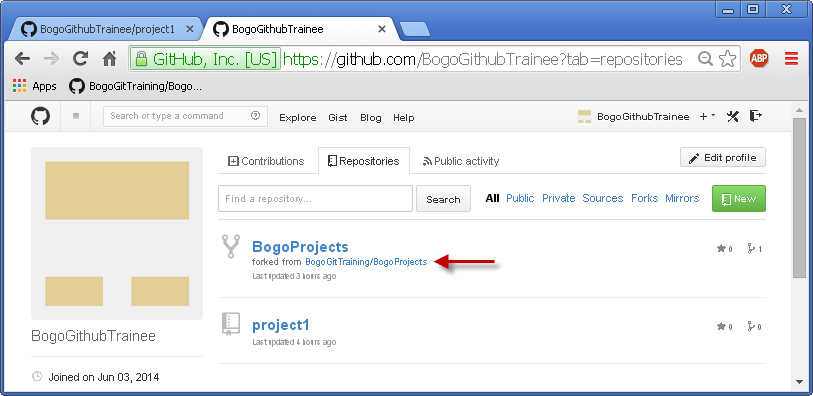 BogoGithubTrainee/project1 BogoGithubTrainee
GitHub, Inc. [US] https://github.com/BogoGithubTrainee?tab=repositories ABP
Apps BogoGitTraining/Bogo...
Search or type a command Explore Gist Blog Help BogoGithubTrainee
Contributions Repositories Public activity Edit profile
Find a repository... Search All Public Private Sources Forks Mirrors New
BogoProjects 0 1
forked from BogoGitTraining/BogoProjects
Last updated 3 hours ago
project1 0 0
Last updated 4 hours ago
BogoGithubTrainee
Joined on Jun 03, 2014